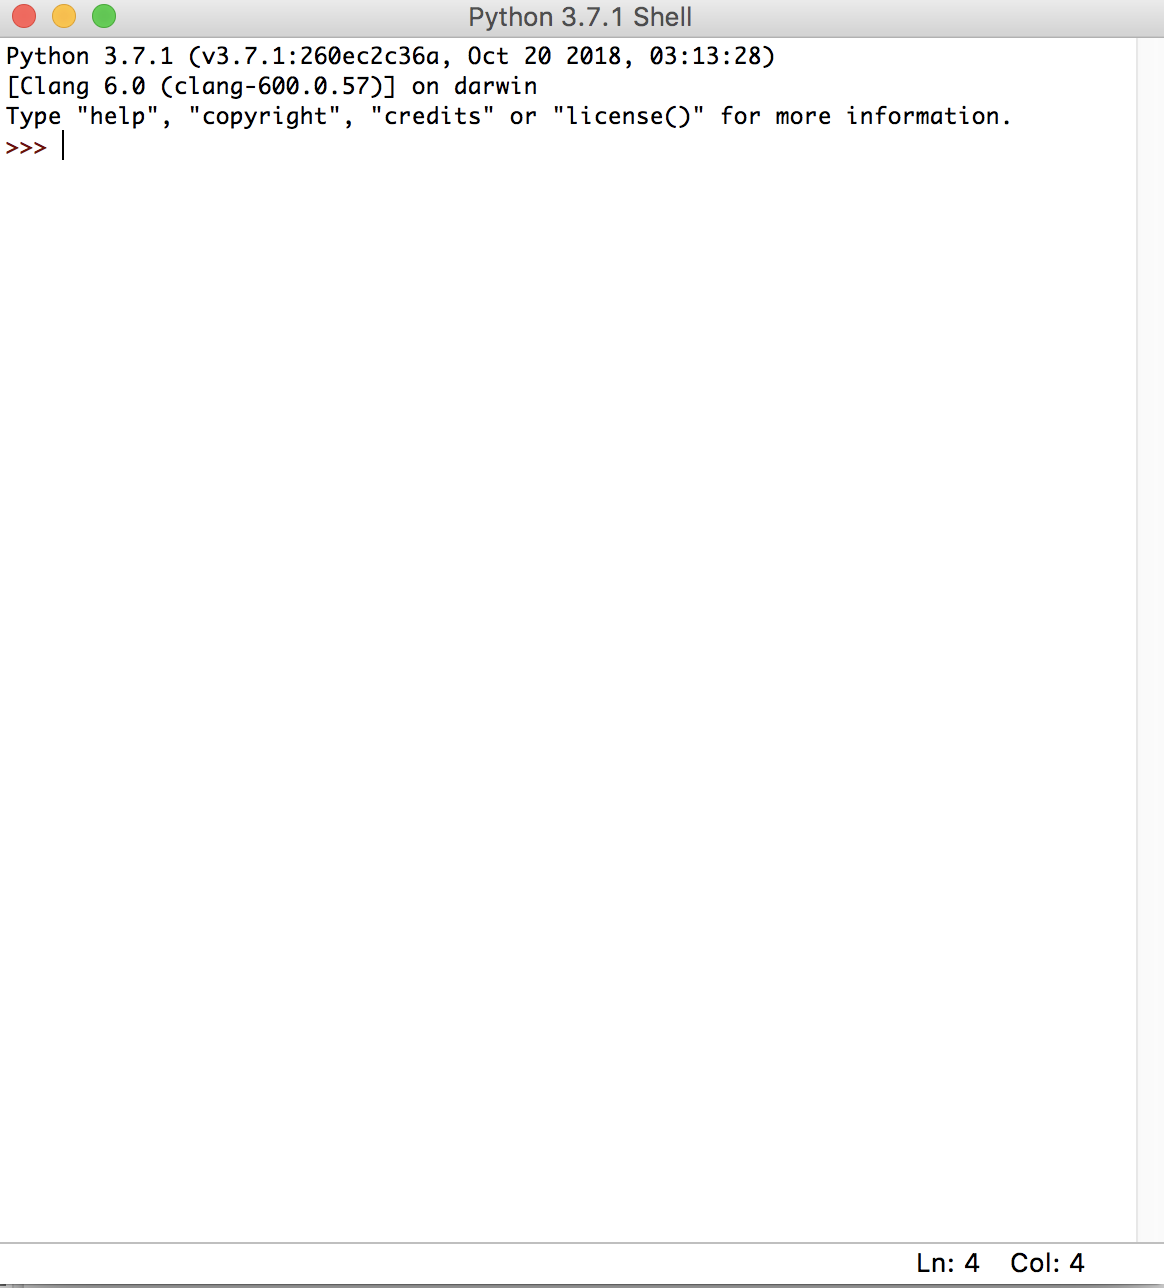 Python 3.7.1 Shell
Python 3.7.1 (v3.7.1:260ec2c36a, Oct 20 2018, 03:13:28)
[Clang 6.0 (clang-600.0.57)] on darwin
Type "help", "copyright", "credits" or "license()" for more information.
>>>
Ln: 4 Col: 4